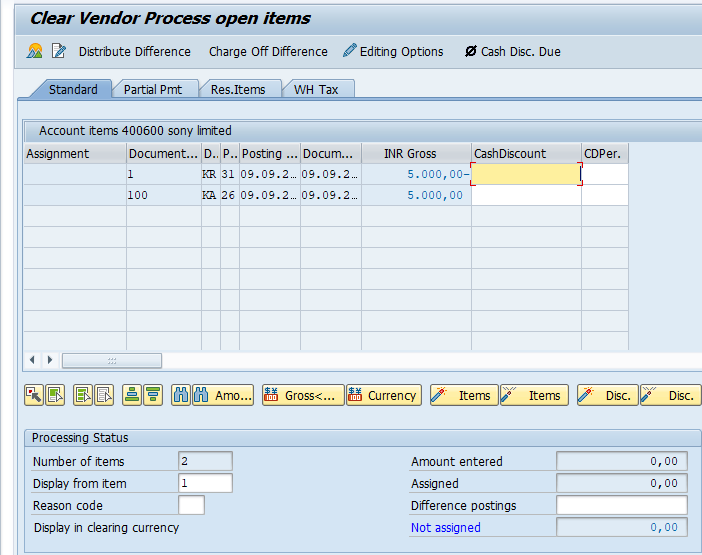 Clear Vendor Process open items
Distribute Difference Charge Off Difference Editing Options Cash Disc. Due
Standard Partial Pmt Res.Items WH Tax
Account items 400600 sony limited
Assignment Document... D.. P.. Posting ... Docum... INR Gross CashDiscount CDPer.
1 KR 31 09.09.2... 09.09.2... 5.000,00-
100 KA 26 09.09.2... 09.09.2... 5.000,00
Amo... Gross<... Currency Items Items Disc. Disc.
Processing Status
Number of items 2 Amount entered 0,00
Display from item 1 Assigned 0,00
Reason code Difference postings
Display in clearing currency Not assigned 0,00